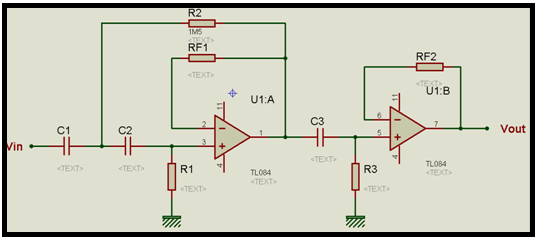 R2
1M5
RF1
<TEXT>
RF2
<TEXT>
U1:A
U1:B
11
2
3
1
4
TL084
<TEXT>
11
6
5
7
4
TL084
<TEXT>
Vin
C1
<TEXT>
C2
<TEXT>
R1
<TEXT>
C3
<TEXT>
R3
<TEXT>
Vout